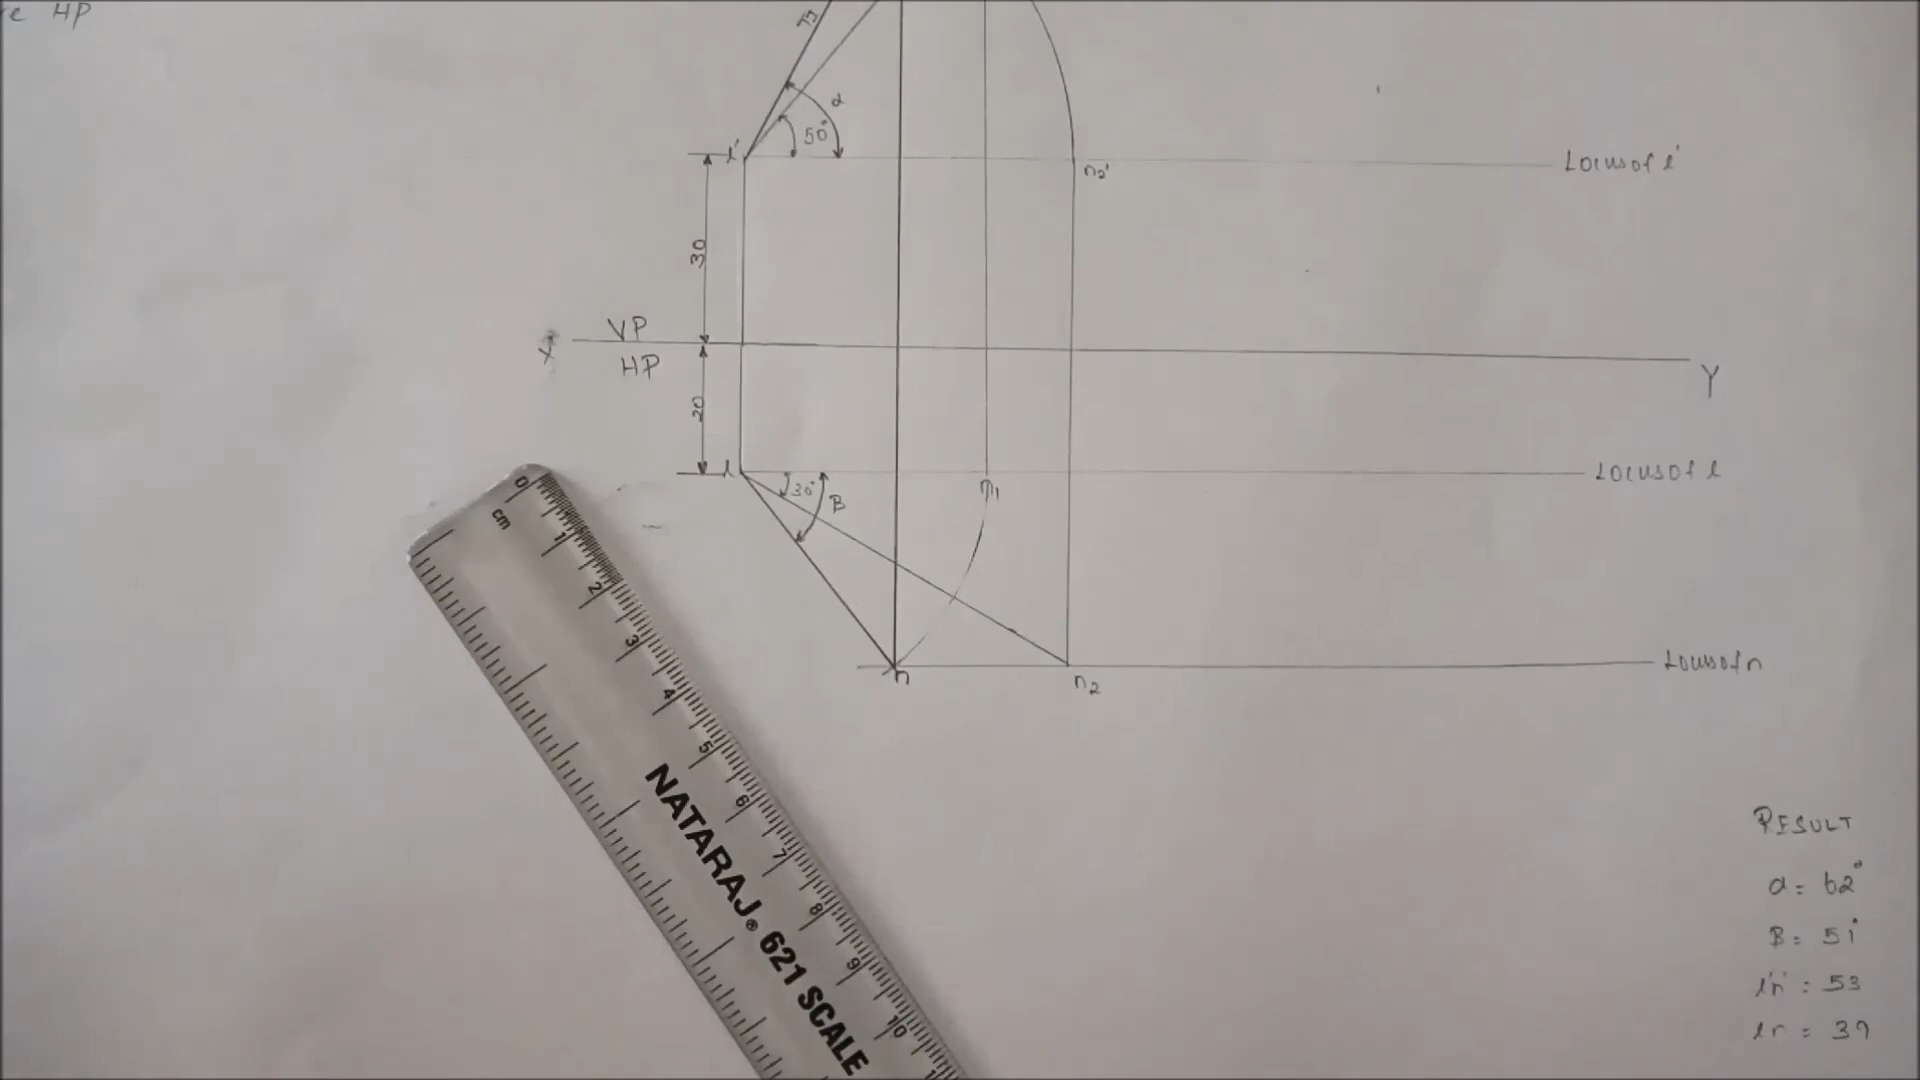 HP
α
50°
l'
n2'
Locus of l'
30
VP
X
HP
Y
20
l
30°
B
n1
Locus of l
n
n2
Locus of n
0
cm
1
2
3
4
5
6
7
8
9
10
NATARAJ® 621 SCALE
RESULT
α = 62°
B = 51°
l'n' = 53
ln = 39